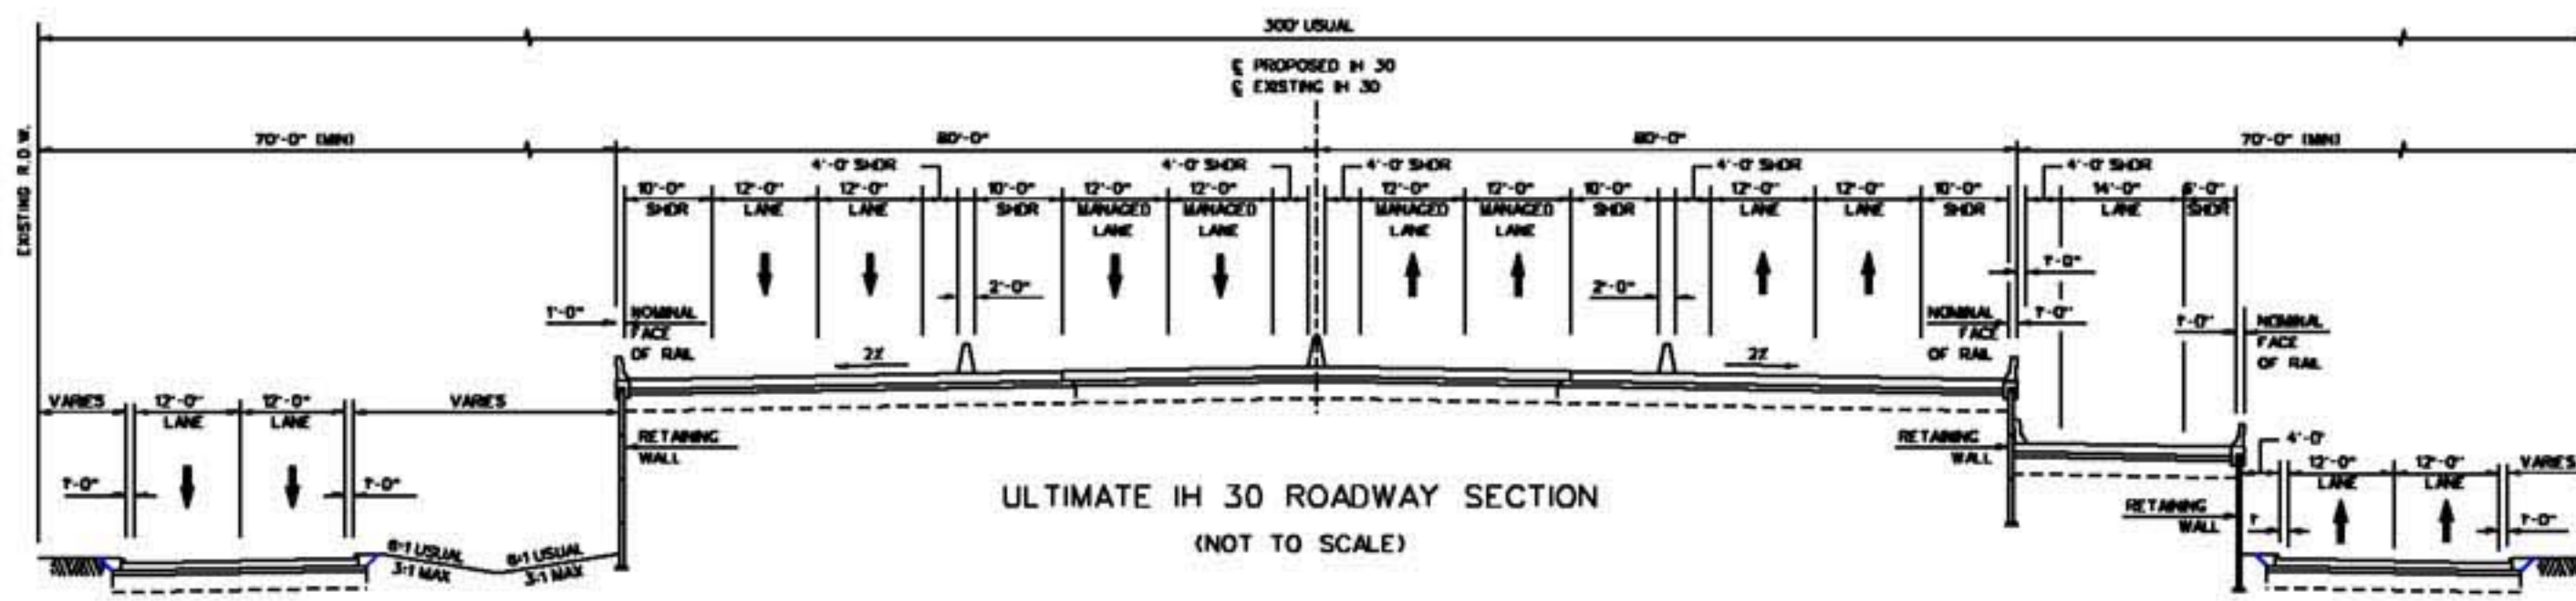 300' USUAL
℄ PROPOSED IH 30
℄ EXISTING IH 30
EXISTING R.O.W.
70'-0" (MIN) 80'-0" 80'-0" 70'-0" (MIN)
4'-0" SHDR 4'-0" SHDR 4'-0" SHDR 4'-0" SHDR 4'-0" SHDR
10'-0" 12'-0" 12'-0" 10'-0" 12'-0" 12'-0" 12'-0" 12'-0" 10'-0" 12'-0" 12'-0" 10'-0" 14'-0" 6'-0"
SHDR LANE LANE SHDR MANAGED MANAGED MANAGED MANAGED SHDR LANE LANE SHDR LANE SHDR
LANE LANE LANE LANE
1'-0"
2'-0" 2'-0"
1'-0" NOMINAL NOMINAL 1'-0" 1'-0" NOMINAL
FACE FACE FACE
OF RAIL OF RAIL OF RAIL
2% 2%
VARIES 12'-0" 12'-0" VARIES
LANE LANE
RETAINING RETAINING 4'-0"
WALL WALL
12'-0" 12'-0" VARIES
LANE LANE
1'-0" 1'-0"
ULTIMATE IH 30 ROADWAY SECTION
RETAINING
WALL 1' 1'-0"
(NOT TO SCALE)
6:1 USUAL 6:1 USUAL
3:1 MAX 3:1 MAX